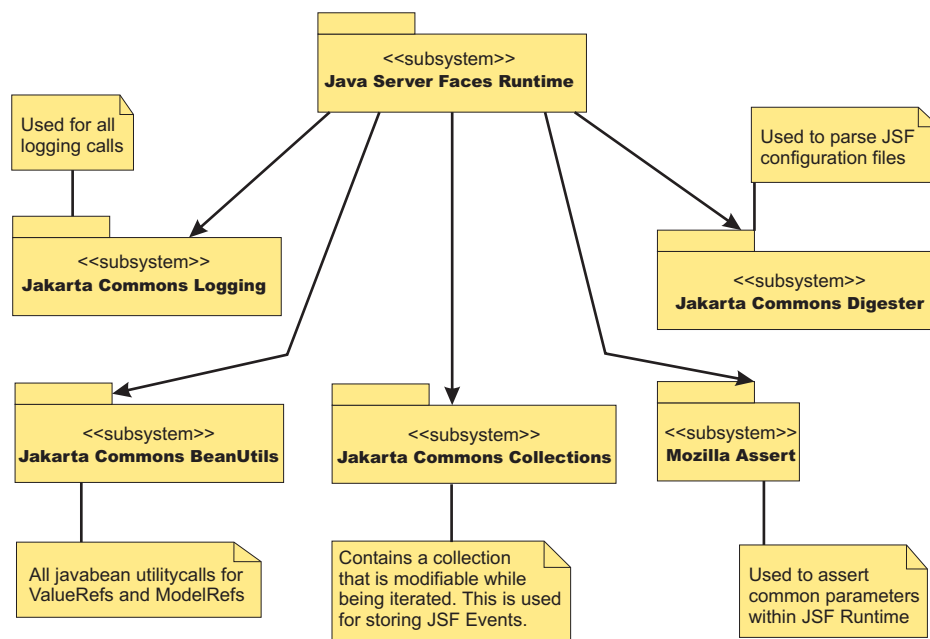 <<subsystem>>
Java Server Faces Runtime
Used for all
logging calls
Used to parse JSF
configuration files
<<subsystem>>
Jakarta Commons Logging
<<subsystem>>
Jakarta Commons Digester
<<subsystem>>
Jakarta Commons BeanUtils
<<subsystem>>
Jakarta Commons Collections
<<subsystem>>
Mozilla Assert
All javabean utilitycalls for
ValueRefs and ModelRefs
Contains a collection
that is modifiable while
being iterated. This is used
for storing JSF Events.
Used to assert
common parameters
within JSF Runtime